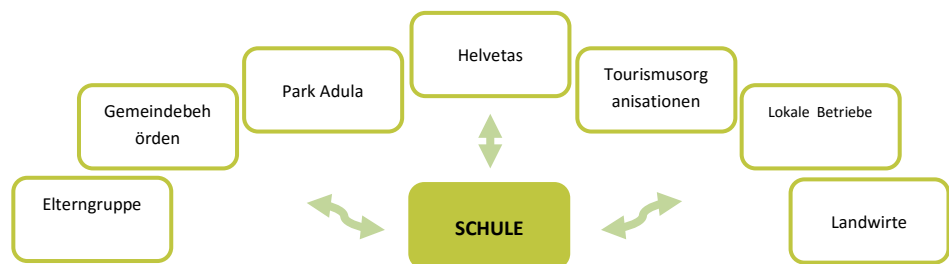 Helvetas
Park Adula
Tourismusorg
anisationen
Gemeindebeh
örden
Lokale Betriebe
Elterngruppe
SCHULE
Landwirte